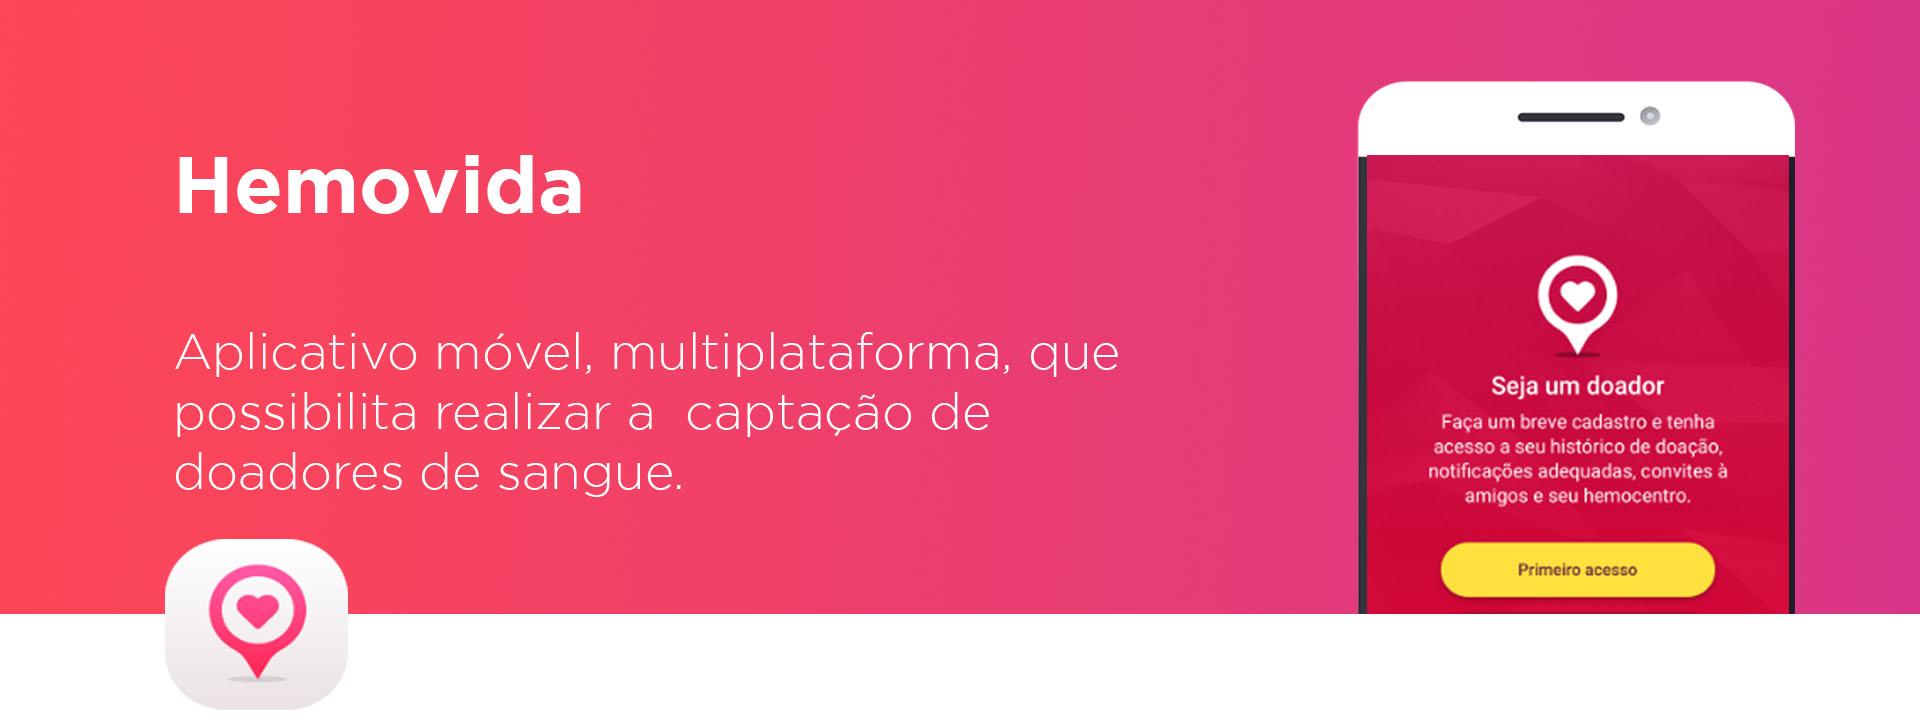 Hemovida
Aplicativo móvel, multiplataforma, que
possibilita realizar a  captação de
doadores de sangue.
Seja um doador
Faça um breve cadastro e tenha
acesso a seu histórico de doação,
notificações adequadas, convites à
amigos e seu hemocentro.
Primeiro acesso